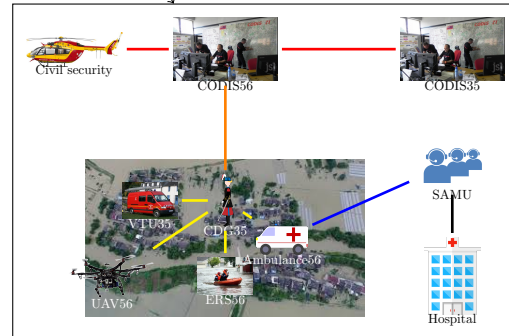 Civil security
CODIS56
CODIS35
SAMU
VTU35
CDG35
Ambulance56
UAV56
ERS56
Hospital